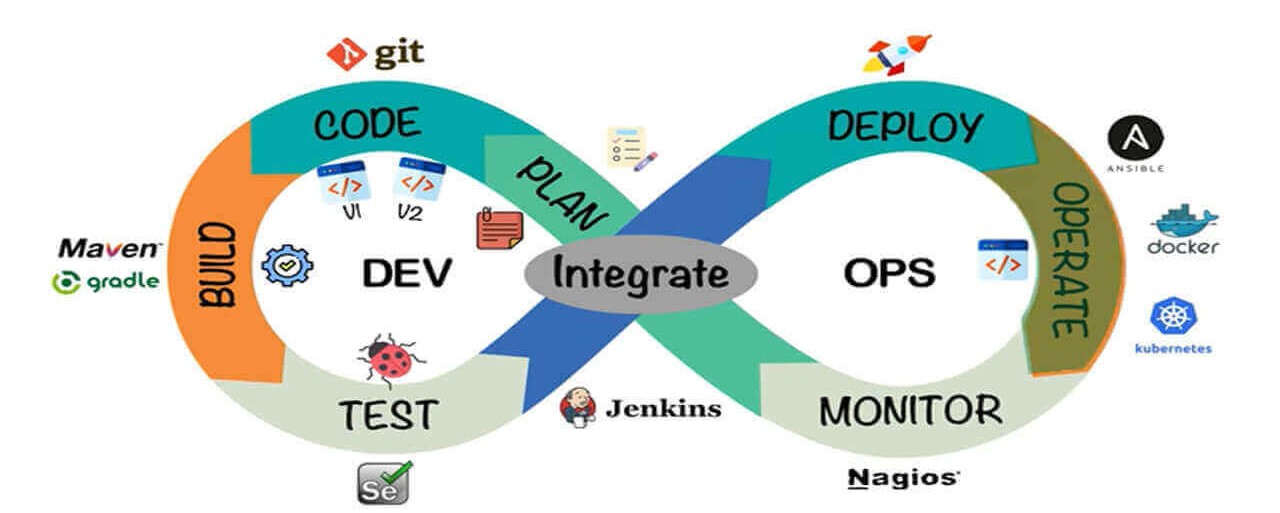 git
CODE
DEPLOY
PLAN
ANSIBLE
V1
V2
BUILD
OPERATE
Maven
gradle
docker
DEV
Integrate
OPS
kubernetes
TEST
Jenkins
MONITOR
Se
Nagios